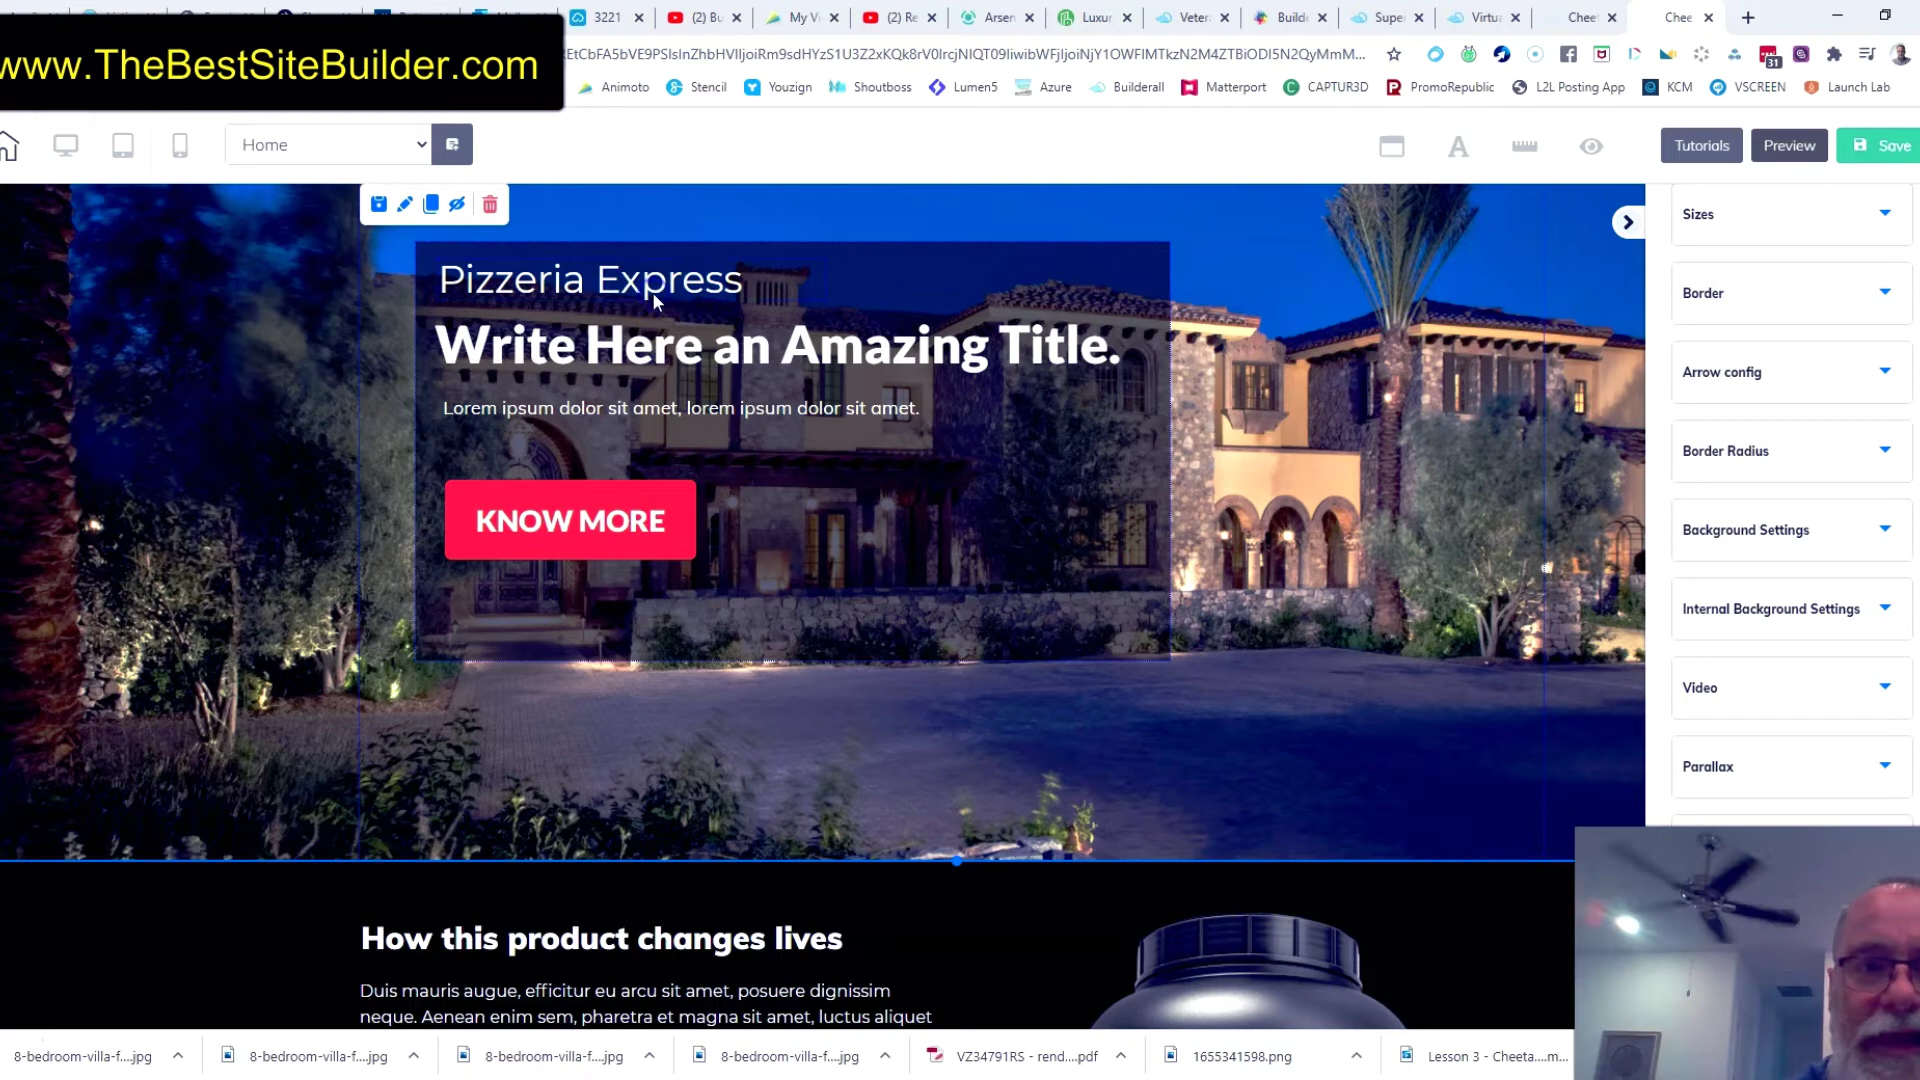 3221
(2) Bu
My Vi
(2) Re
Arsen
Luxur
Veter
Builde
Super
Virtua
Chee
Chee
www.TheBestSiteBuilder.com
31
Animoto
Stencil
Youzign
Shoutboss
Lumen5
Azure
Builderall
Matterport
CAPTUR3D
PromoRepublic
L2L Posting App
KCM
VSCREEN
Launch Lab
Home
Tutorials
Preview
Save
Sizes
Pizzeria Express
Border
Write Here an Amazing Title.
Arrow config
Lorem ipsum dolor sit amet, lorem ipsum dolor sit amet.
Border Radius
KNOW MORE
Background Settings
Internal Background Settings
Video
Parallax
How this product changes lives
Duis mauris augue, efficitur eu arcu sit amet, posuere dignissim
neque. Aenean enim sem, pharetra et magna sit amet, luctus aliquet
8-bedroom-villa-f....jpg
8-bedroom-villa-f....jpg
8-bedroom-villa-f....jpg
8-bedroom-villa-f....jpg
VZ34791RS - rend....pdf
1655341598.png
Lesson 3 - Cheeta....m...